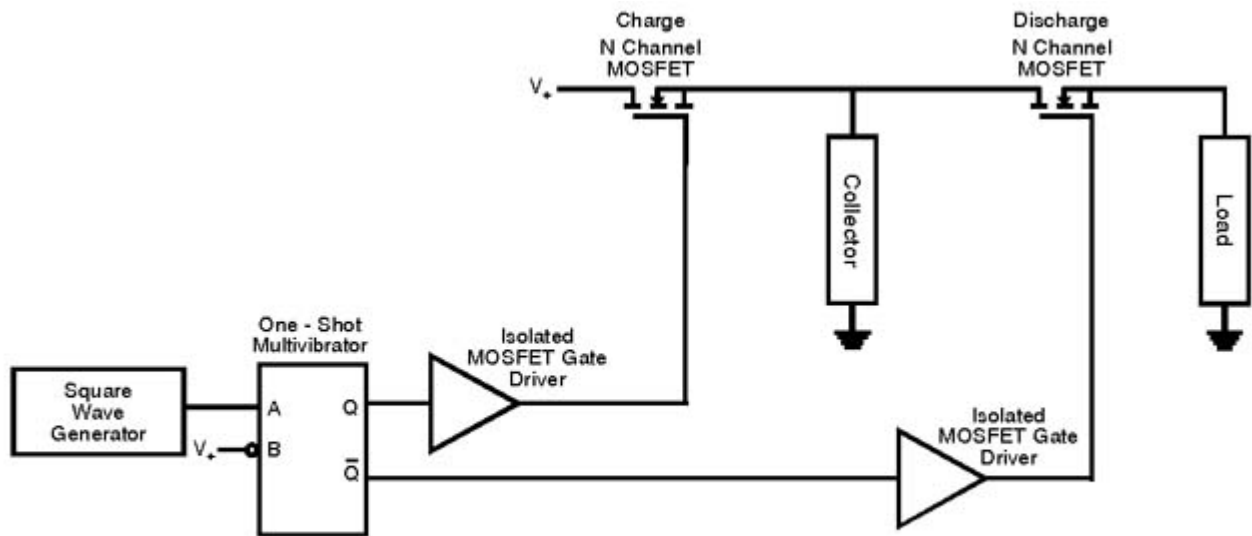 Charge
N Channel
MOSFET
Discharge
N Channel
MOSFET
V+
Collector
Load
One - Shot
Multivibrator
Isolated
MOSFET Gate
Driver
Square
Wave
Generator
A
Q
V+
B
Q̅
Isolated
MOSFET Gate
Driver